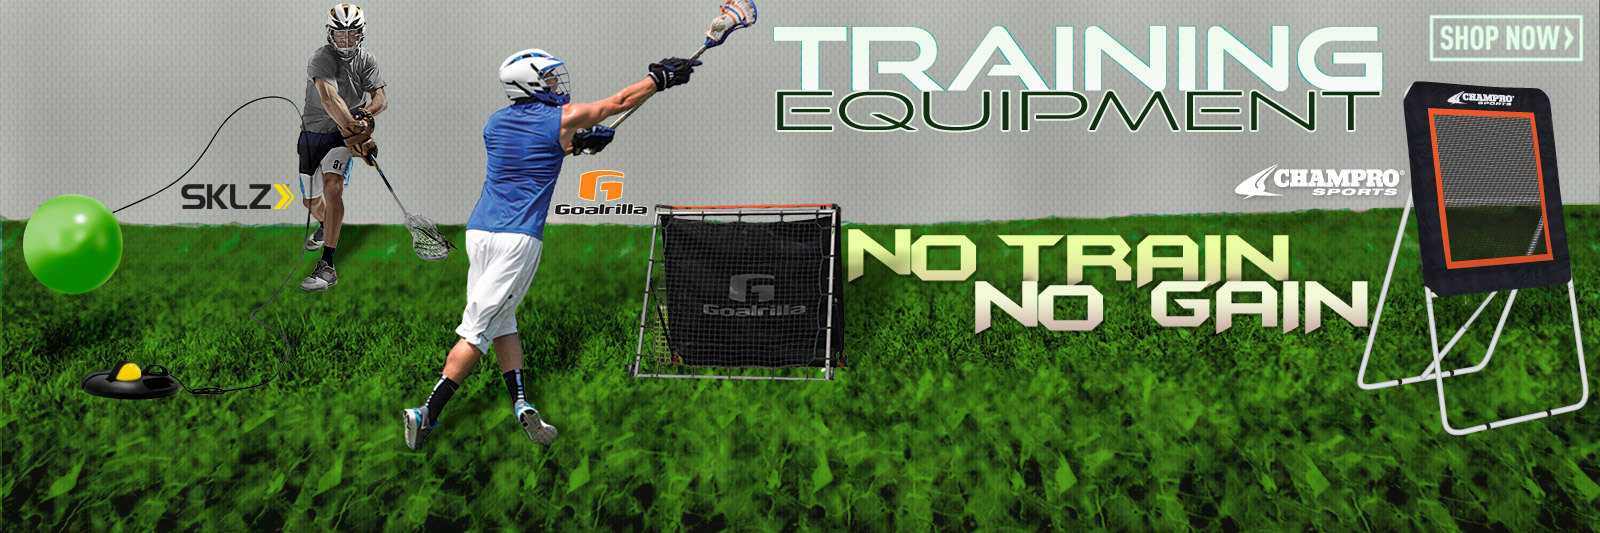 TRAINING
EQUIPMENT
SHOP NOW
CHAMPRO
SPORTS
SKLZ
Goalrilla
CHAMPRO®
SPORTS
Goalrilla
NO TRAIN
NO GAIN